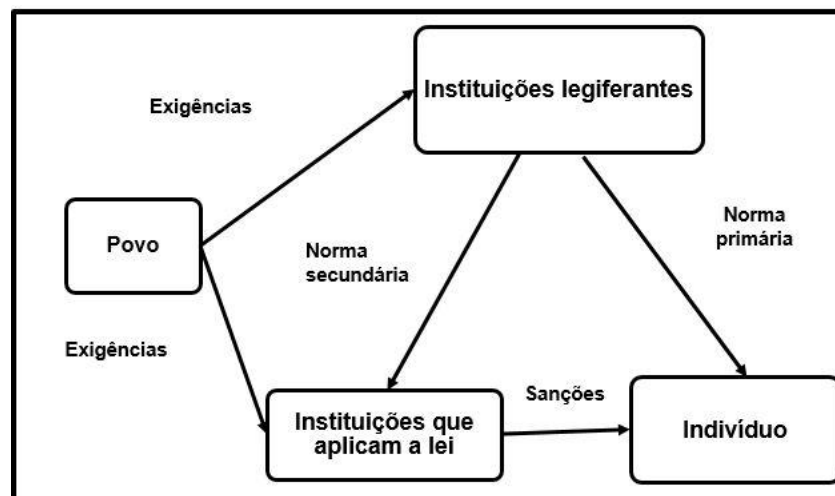 Instituições legiferantes
Exigências
Povo
Norma
secundária
Norma
primária
Exigências
Instituições que
aplicam a lei
Sanções
Indivíduo